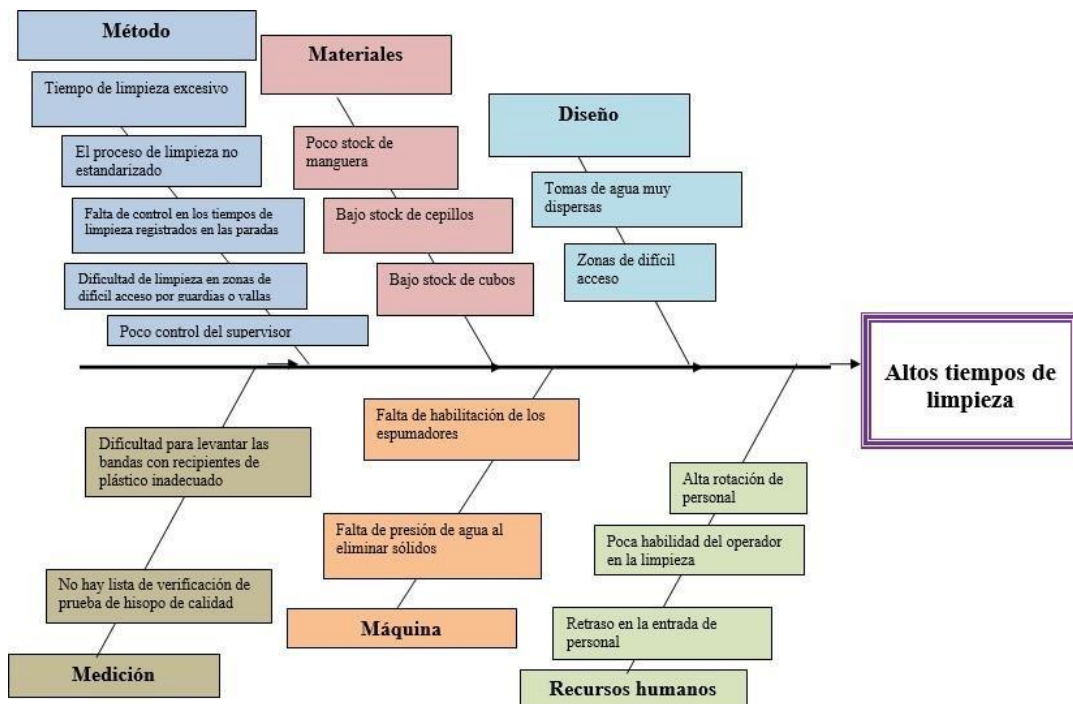 Método
Tiempo de limpieza excesivo
El proceso de limpieza no
estandarizado
Falta de control en los tiempos de
limpieza registrados en las paradas
Dificultad de limpieza en zonas de
difícil acceso por guardias o vallas
Poco control del supervisor
Materiales
Poco stock de
manguera
Bajo stock de cepillos
Bajo stock de cubos
Diseño
Tomas de agua muy
dispersas
Zonas de difícil
acceso
Altos tiempos de
limpieza
Dificultad para levantar las
bandas con recipientes de
plástico inadecuado
No hay lista de verificación de
prueba de hisopo de calidad
Medición
Falta de habilitación de los
espumadores
Falta de presión de agua al
eliminar sólidos
Máquina
Alta rotación de
personal
Poca habilidad del operador
en la limpieza
Retraso en la entrada de
personal
Recursos humanos